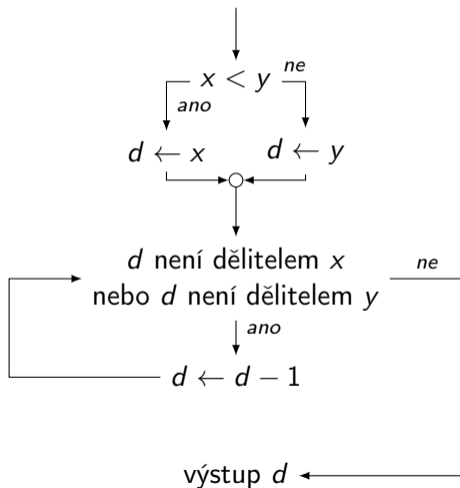 x < y
ne
ano
d ← x
d ← y
d není dělitelem x
nebo d není dělitelem y
ne
ano
d ← d − 1
výstup d